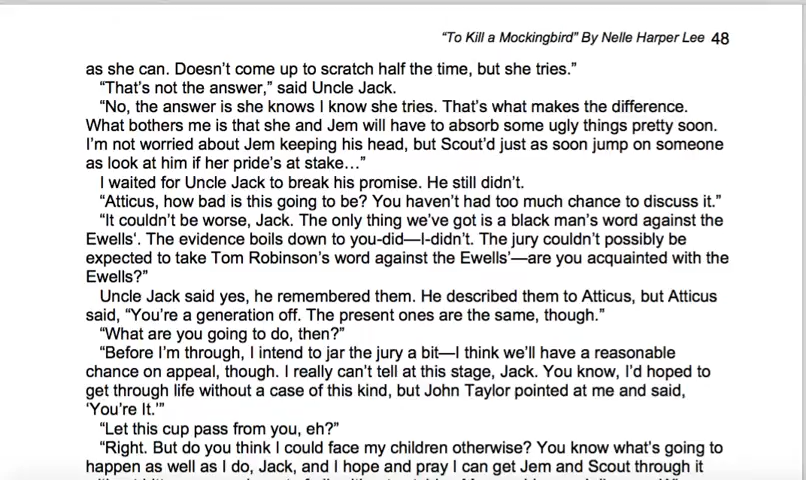 "To Kill a Mockingbird" By Nelle Harper Lee 48
as she can. Doesn't come up to scratch half the time, but she tries."
"That's not the answer," said Uncle Jack.
"No, the answer is she knows I know she tries. That's what makes the difference.
What bothers me is that she and Jem will have to absorb some ugly things pretty soon.
I'm not worried about Jem keeping his head, but Scout'd just as soon jump on someone
as look at him if her pride's at stake…"
I waited for Uncle Jack to break his promise. He still didn't.
"Atticus, how bad is this going to be? You haven't had too much chance to discuss it."
"It couldn't be worse, Jack. The only thing we've got is a black man's word against the
Ewells'. The evidence boils down to you-did—I-didn't. The jury couldn't possibly be
expected to take Tom Robinson's word against the Ewells'—are you acquainted with the
Ewells?"
Uncle Jack said yes, he remembered them. He described them to Atticus, but Atticus
said, "You're a generation off. The present ones are the same, though."
"What are you going to do, then?"
"Before I'm through, I intend to jar the jury a bit—I think we'll have a reasonable
chance on appeal, though. I really can't tell at this stage, Jack. You know, I'd hoped to
get through life without a case of this kind, but John Taylor pointed at me and said,
'You're It.'"
"Let this cup pass from you, eh?"
"Right. But do you think I could face my children otherwise? You know what's going to
happen as well as I do, Jack, and I hope and pray I can get Jem and Scout through it